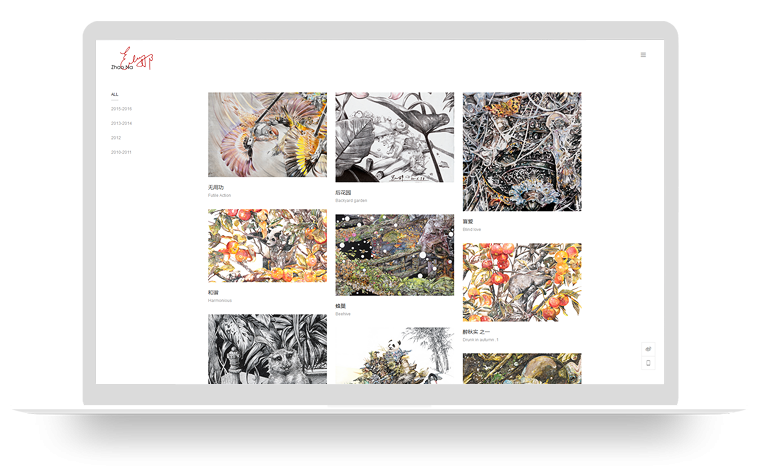 Zhao Na
ALL
2015-2016
2013-2014
2012
2010-2011
无用功
Futile Action
后花园
Backyard garden
盲爱
Blind love
和谐
Harmonious
蜂巢
Beehive
醉秋实 之一
Drunk in autumn 1